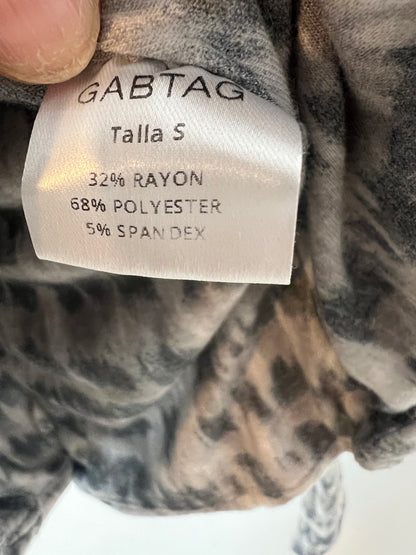 GABTAG
Talla S
32% RAYON
68% POLYESTER
5% SPANDEX